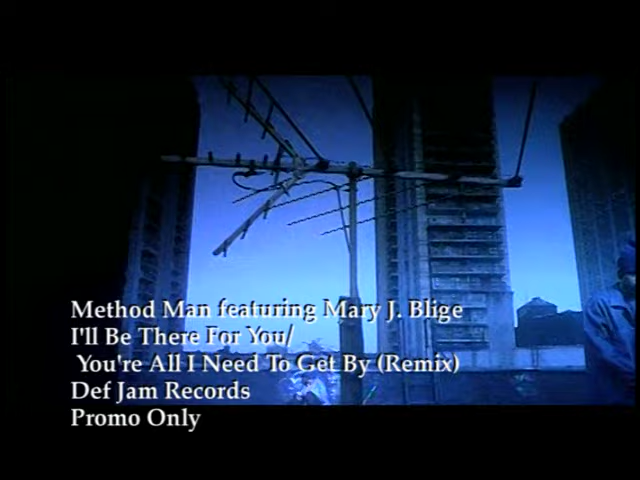 Method Man featuring Mary J. Blige
I'll Be There For You/
You're All I Need To Get By (Remix)
Def Jam Records
Promo Only